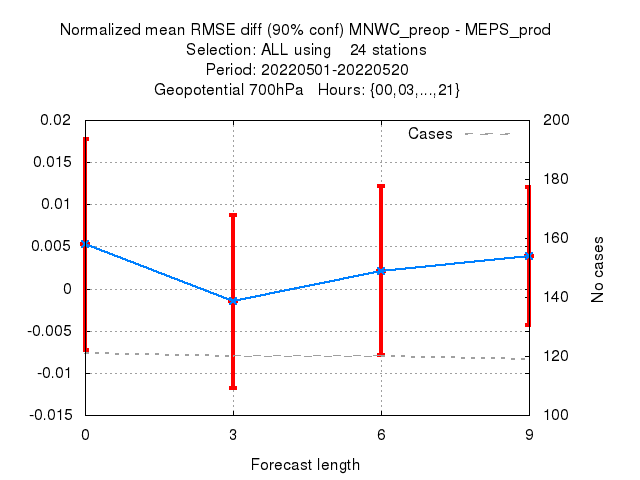 Normalized mean RMSE diff (90% conf) MNWC_preop - MEPS_prod
Selection: ALL using    24 stations
Period: 20220501-20220520
Geopotential 700hPa   Hours: {00,03,...,21}
Cases
0.02
0.015
0.01
0.005
0
-0.005
-0.01
-0.015
200
180
160
140
120
100
No cases
0 3 6 9
Forecast length